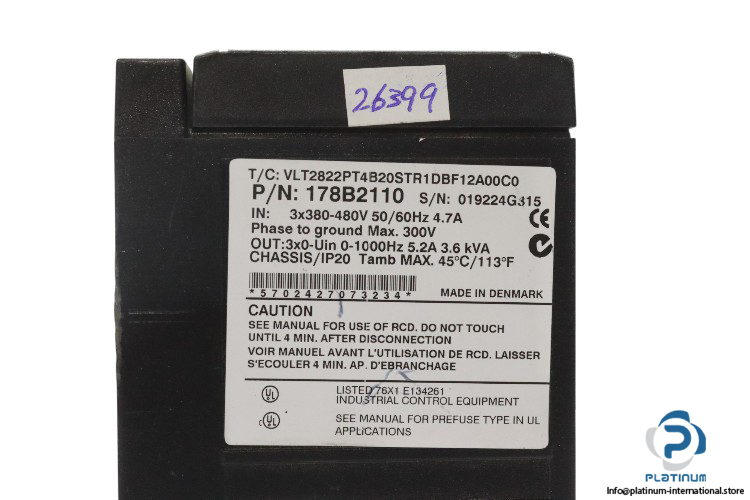 26399
T/C: VLT2822PT4B20STR1DBF12A00C0
P/N: 178B2110 S/N: 019224G315
IN: 3x380-480V 50/60Hz 4.7A
Phase to ground Max. 300V
OUT:3x0-Uin 0-1000Hz 5.2A 3.6 kVA
CHASSIS/IP20 Tamb MAX. 45°C/113°F
CE
*5702427073234*
MADE IN DENMARK
CAUTION
SEE MANUAL FOR USE OF RCD. DO NOT TOUCH
UNTIL 4 MIN. AFTER DISCONNECTION
VOIR MANUEL AVANT L'UTILISATION DE RCD. LAISSER
S'ECOULER 4 MIN. AP. D'EBRANCHAGE
UL LISTED 76X1 E134261
INDUSTRIAL CONTROL EQUIPMENT
c UL SEE MANUAL FOR PREFUSE TYPE IN UL
APPLICATIONS
PLATINUM
Info@platinum-international.store